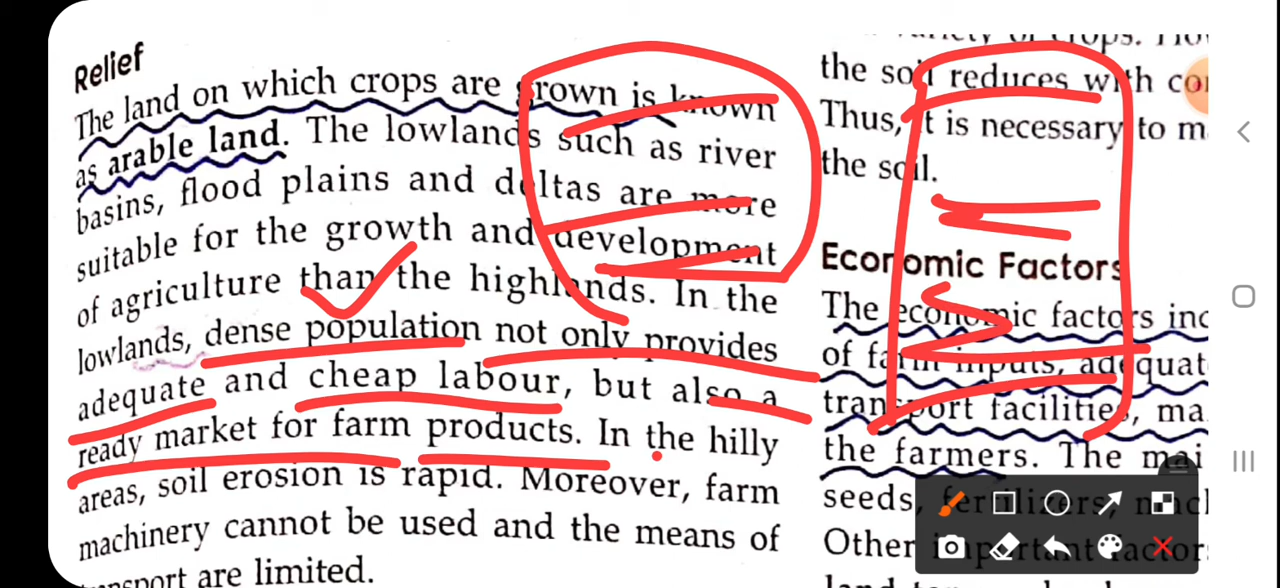 Relief
The land on which crops are grown is known
as arable land. The lowlands such as river
basins, flood plains and deltas are more
suitable for the growth and development
of agriculture than the highlands. In the
lowlands, dense population not only provides
adequate and cheap labour, but also a
ready market for farm products. In the hilly
areas, soil erosion is rapid. Moreover, farm
machinery cannot be used and the means of
transport are limited.
the soil reduces with
Thus, it is necessary to
the soil.
Economic Factors
The economic factors
of farm inputs,
transport facilities,
the farmers. The
seeds, fertilizers,
Other important